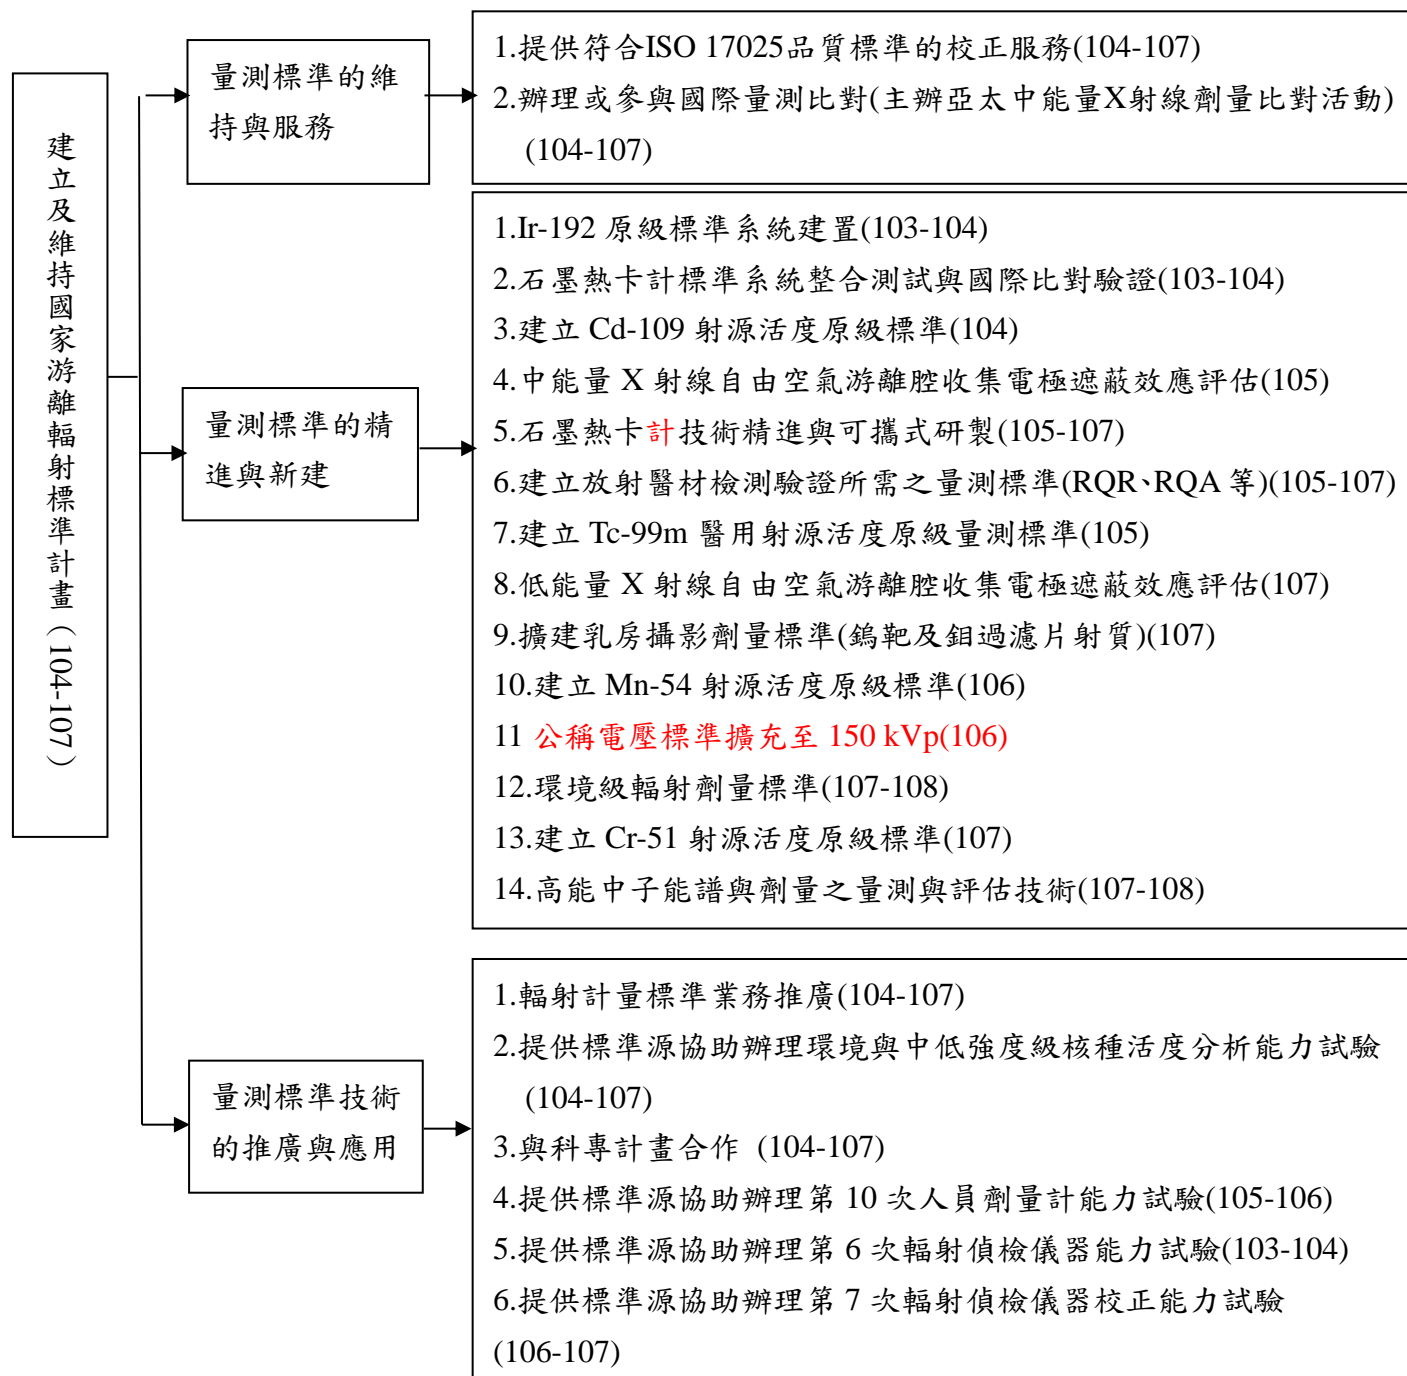 建立及維持國家游離輻射標準計畫（104-107）
量測標準的維
持與服務
1.提供符合ISO 17025品質標準的校正服務(104-107)
2.辦理或參與國際量測比對(主辦亞太中能量X射線劑量比對活動)
(104-107)
量測標準的精
進與新建
1.Ir-192 原級標準系統建置(103-104)
2.石墨熱卡計標準系統整合測試與國際比對驗證(103-104)
3.建立 Cd-109 射源活度原級標準(104)
4.中能量 X 射線自由空氣游離腔收集電極遮蔽效應評估(105)
5.石墨熱卡計技術精進與可攜式研製(105-107)
6.建立放射醫材檢測驗證所需之量測標準(RQR、RQA 等)(105-107)
7.建立 Tc-99m 醫用射源活度原級量測標準(105)
8.低能量 X 射線自由空氣游離腔收集電極遮蔽效應評估(107)
9.擴建乳房攝影劑量標準(鎢靶及鉬過濾片射質)(107)
10.建立 Mn-54 射源活度原級標準(106)
11 公稱電壓標準擴充至 150 kVp(106)
12.環境級輻射劑量標準(107-108)
13.建立 Cr-51 射源活度原級標準(107)
14.高能中子能譜與劑量之量測與評估技術(107-108)
量測標準技術
的推廣與應用
1.輻射計量標準業務推廣(104-107)
2.提供標準源協助辦理環境與中低強度級核種活度分析能力試驗
(104-107)
3.與科專計畫合作 (104-107)
4.提供標準源協助辦理第 10 次人員劑量計能力試驗(105-106)
5.提供標準源協助辦理第 6 次輻射偵檢儀器能力試驗(103-104)
6.提供標準源協助辦理第 7 次輻射偵檢儀器校正能力試驗
(106-107)